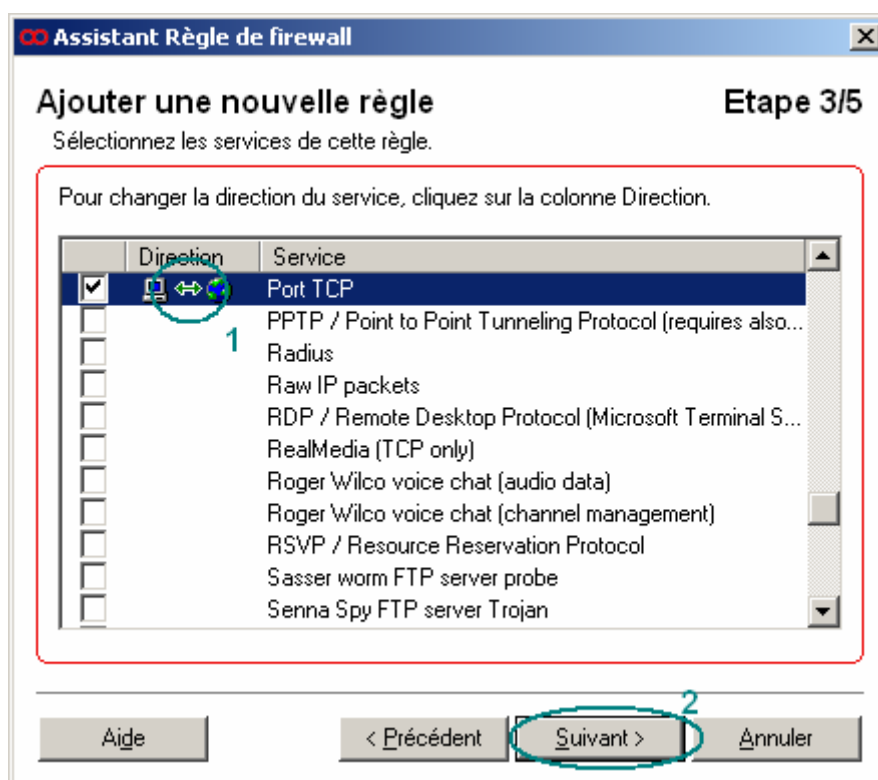 Assistant Règle de firewall
Ajouter une nouvelle règle Etape 3/5
Sélectionnez les services de cette règle.
Pour changer la direction du service, cliquez sur la colonne Direction.
Direction Service
Port TCP
1
PPTP / Point to Point Tunneling Protocol (requires also...
Radius
Raw IP packets
RDP / Remote Desktop Protocol (Microsoft Terminal S...
RealMedia (TCP only)
Roger Wilco voice chat (audio data)
Roger Wilco voice chat (channel management)
RSVP / Resource Reservation Protocol
Sasser worm FTP server probe
Senna Spy FTP server Trojan
2
Aide < Précédent Suivant > Annuler